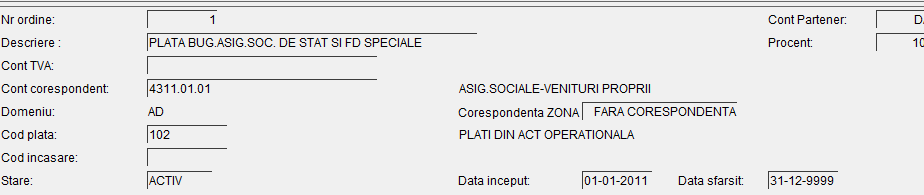 Nr ordine: 1 Cont Partener:
Descriere : PLATA BUG.ASIG.SOC. DE STAT SI FD SPECIALE Procent: 10
Cont TVA:
Cont corespondent: 4311.01.01 ASIG.SOCIALE-VENITURI PROPRII
Domeniu: AD Corespondenta ZONA FARA CORESPONDENTA
Cod plata: 102 PLATI DIN ACT OPERATIONALA
Cod incasare:
Stare: ACTIV Data inceput: 01-01-2011 Data sfarsit: 31-12-9999